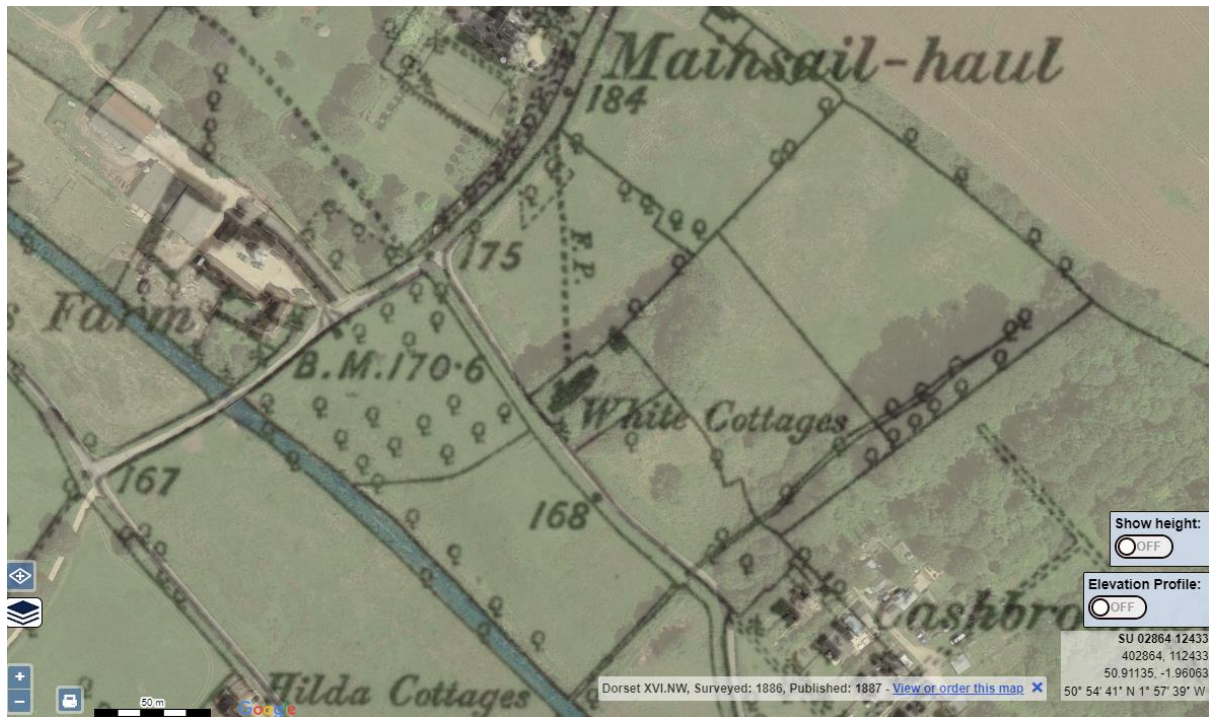 Mainsail-haul
184
175
F.P.
Farm
B.M.170·6
White Cottages
167
168
Show height:
OFF
Elevation Profile:
OFF
SU 02864 12433
402864, 112433
50.91135, -1.96063
50° 54' 41" N 1° 57' 39" W
Hilda Cottages
Dorset XVI.NW, Surveyed: 1886, Published: 1887 - View or order this map ✕
+
−
50 m
Google